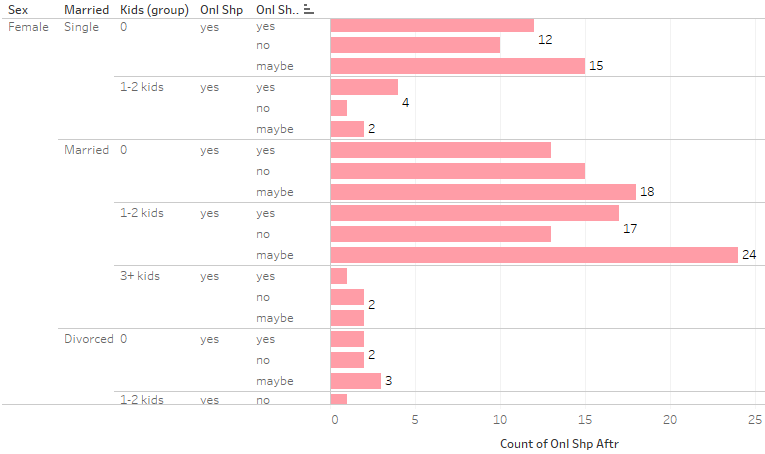 Sex Married Kids (group) Onl Shp Onl Sh..
Female Single 0 yes yes
no 12
maybe 15
1-2 kids yes yes
4
no
maybe 2
Married 0 yes yes
no
maybe 18
1-2 kids yes yes
17
no
maybe 24
3+ kids yes yes
no 2
maybe
Divorced 0 yes yes
no 2
maybe 3
1-2 kids yes no
0 5 10 15 20 25
Count of Onl Shp Aftr